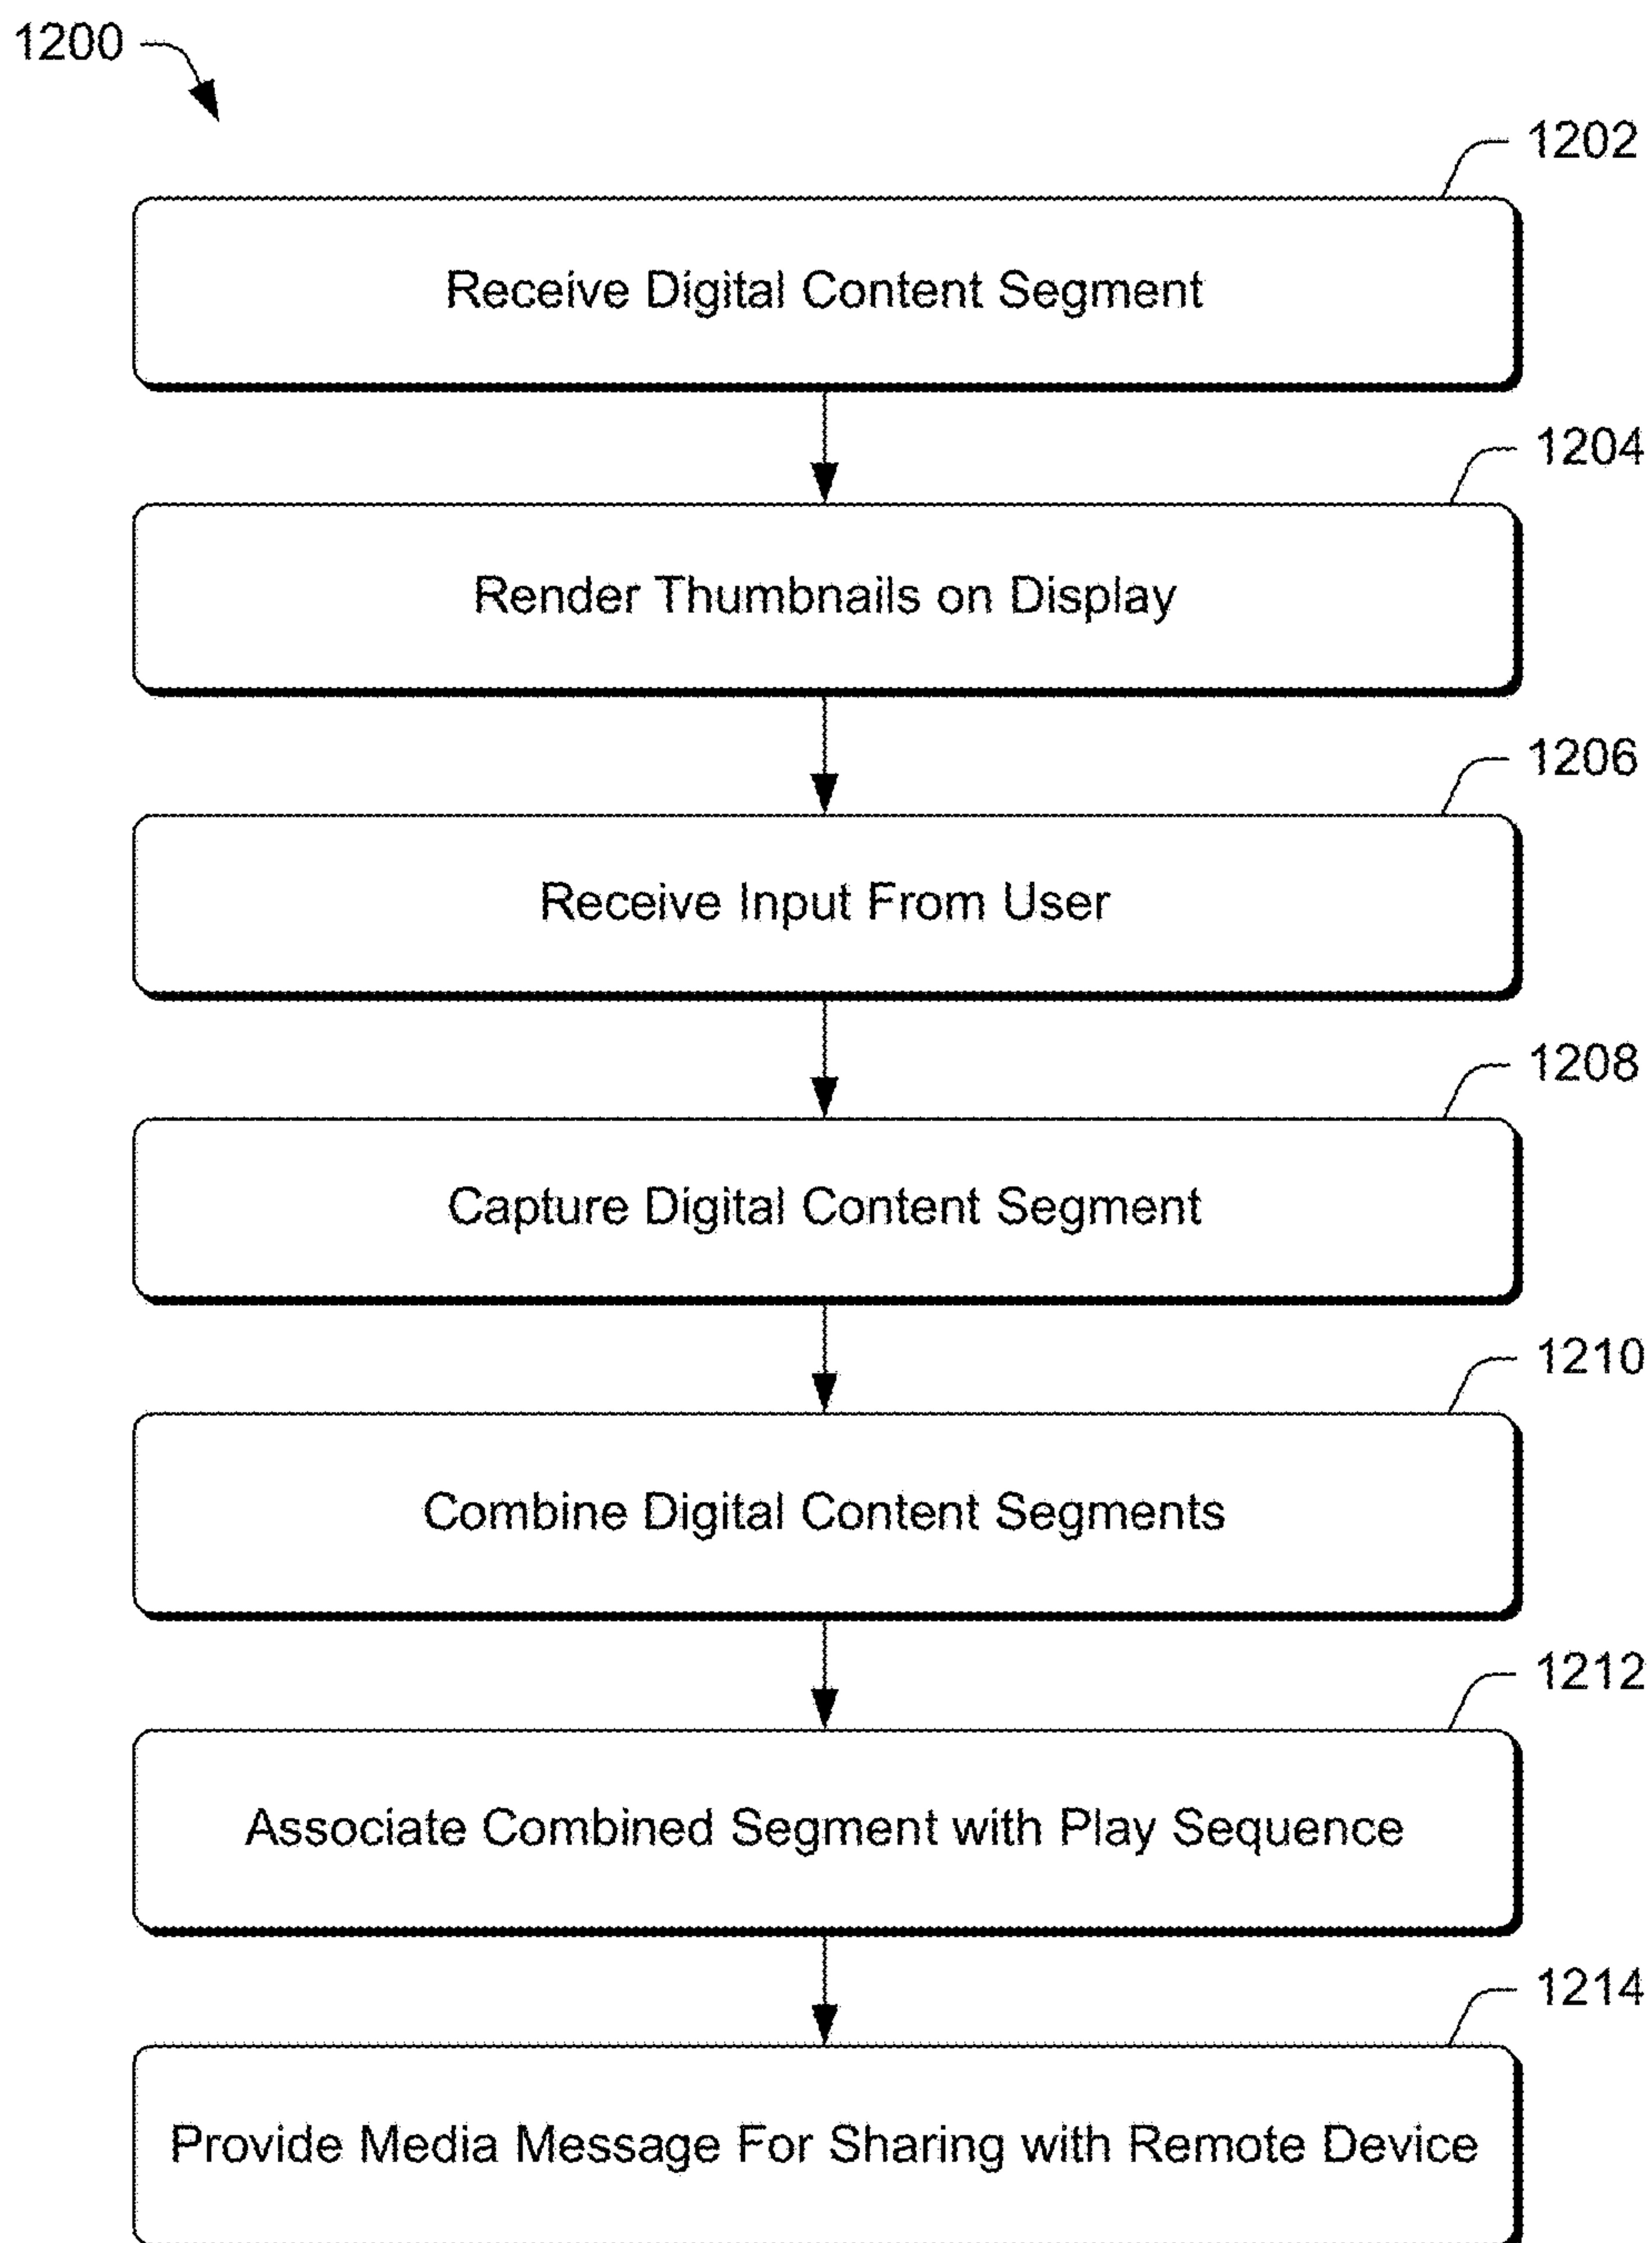 1200
1202
Receive Digital Content Segment
1204
Render Thumbnails on Display
1206
Receive Input From User
1208
Capture Digital Content Segment
1210
Combine Digital Content Segments
1212
Associate Combined Segment with Play Sequence
1214
Provide Media Message For Sharing with Remote Device